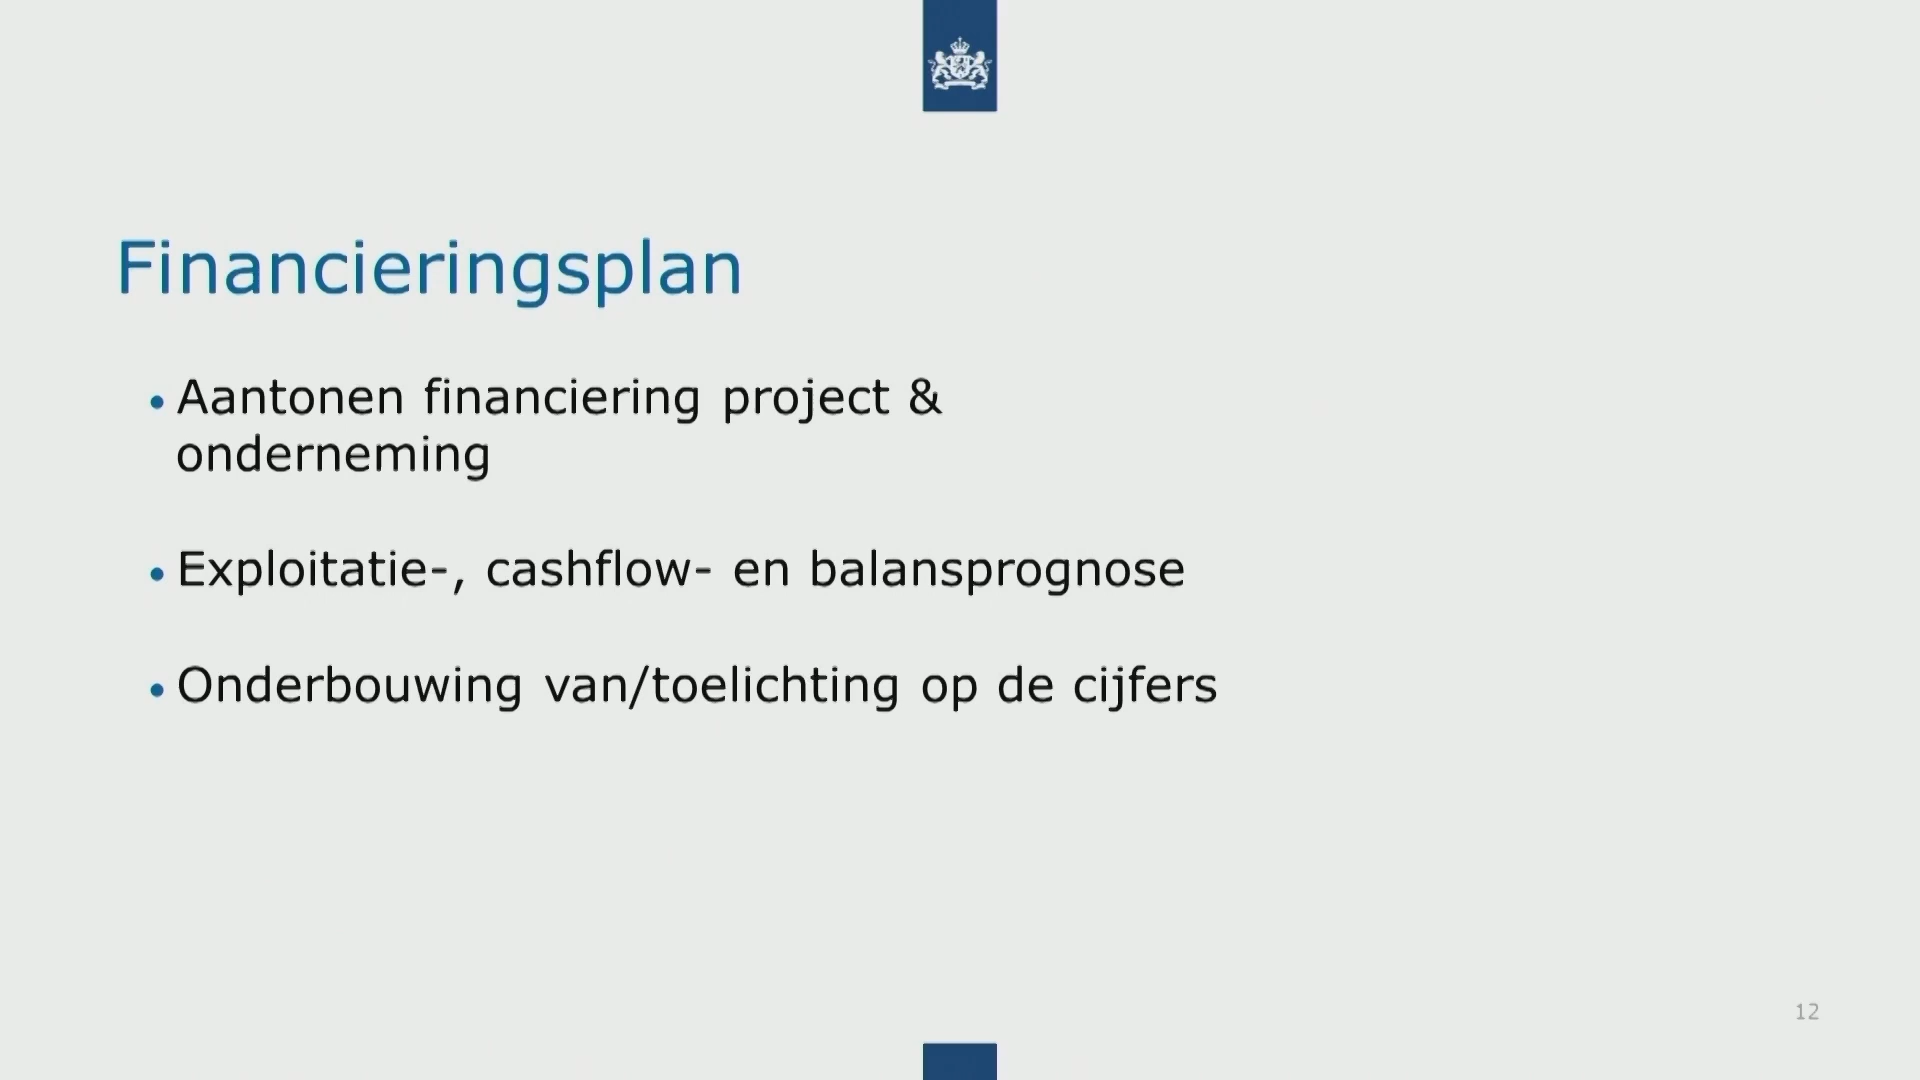 Financieringsplan
• Aantonen financiering project &
onderneming
• Exploitatie-, cashflow- en balansprognose
• Onderbouwing van/toelichting op de cijfers
12